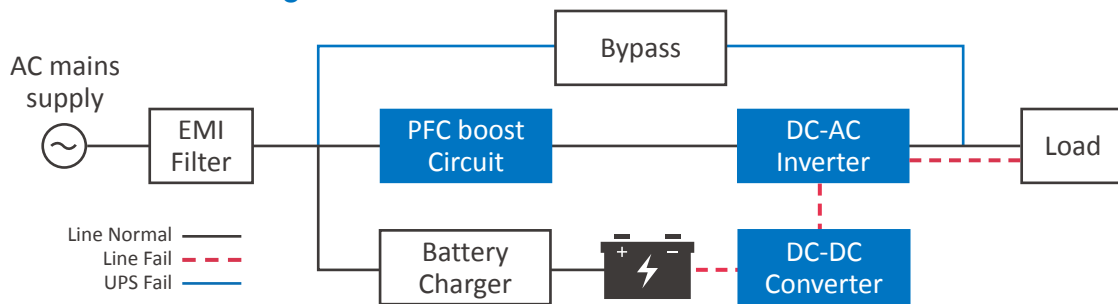 Bypass
AC mains
supply
EMI
Filter
PFC boost
Circuit
DC-AC
Inverter
Load
Line Normal
Line Fail
UPS Fail
Battery
Charger
+ −
DC-DC
Converter